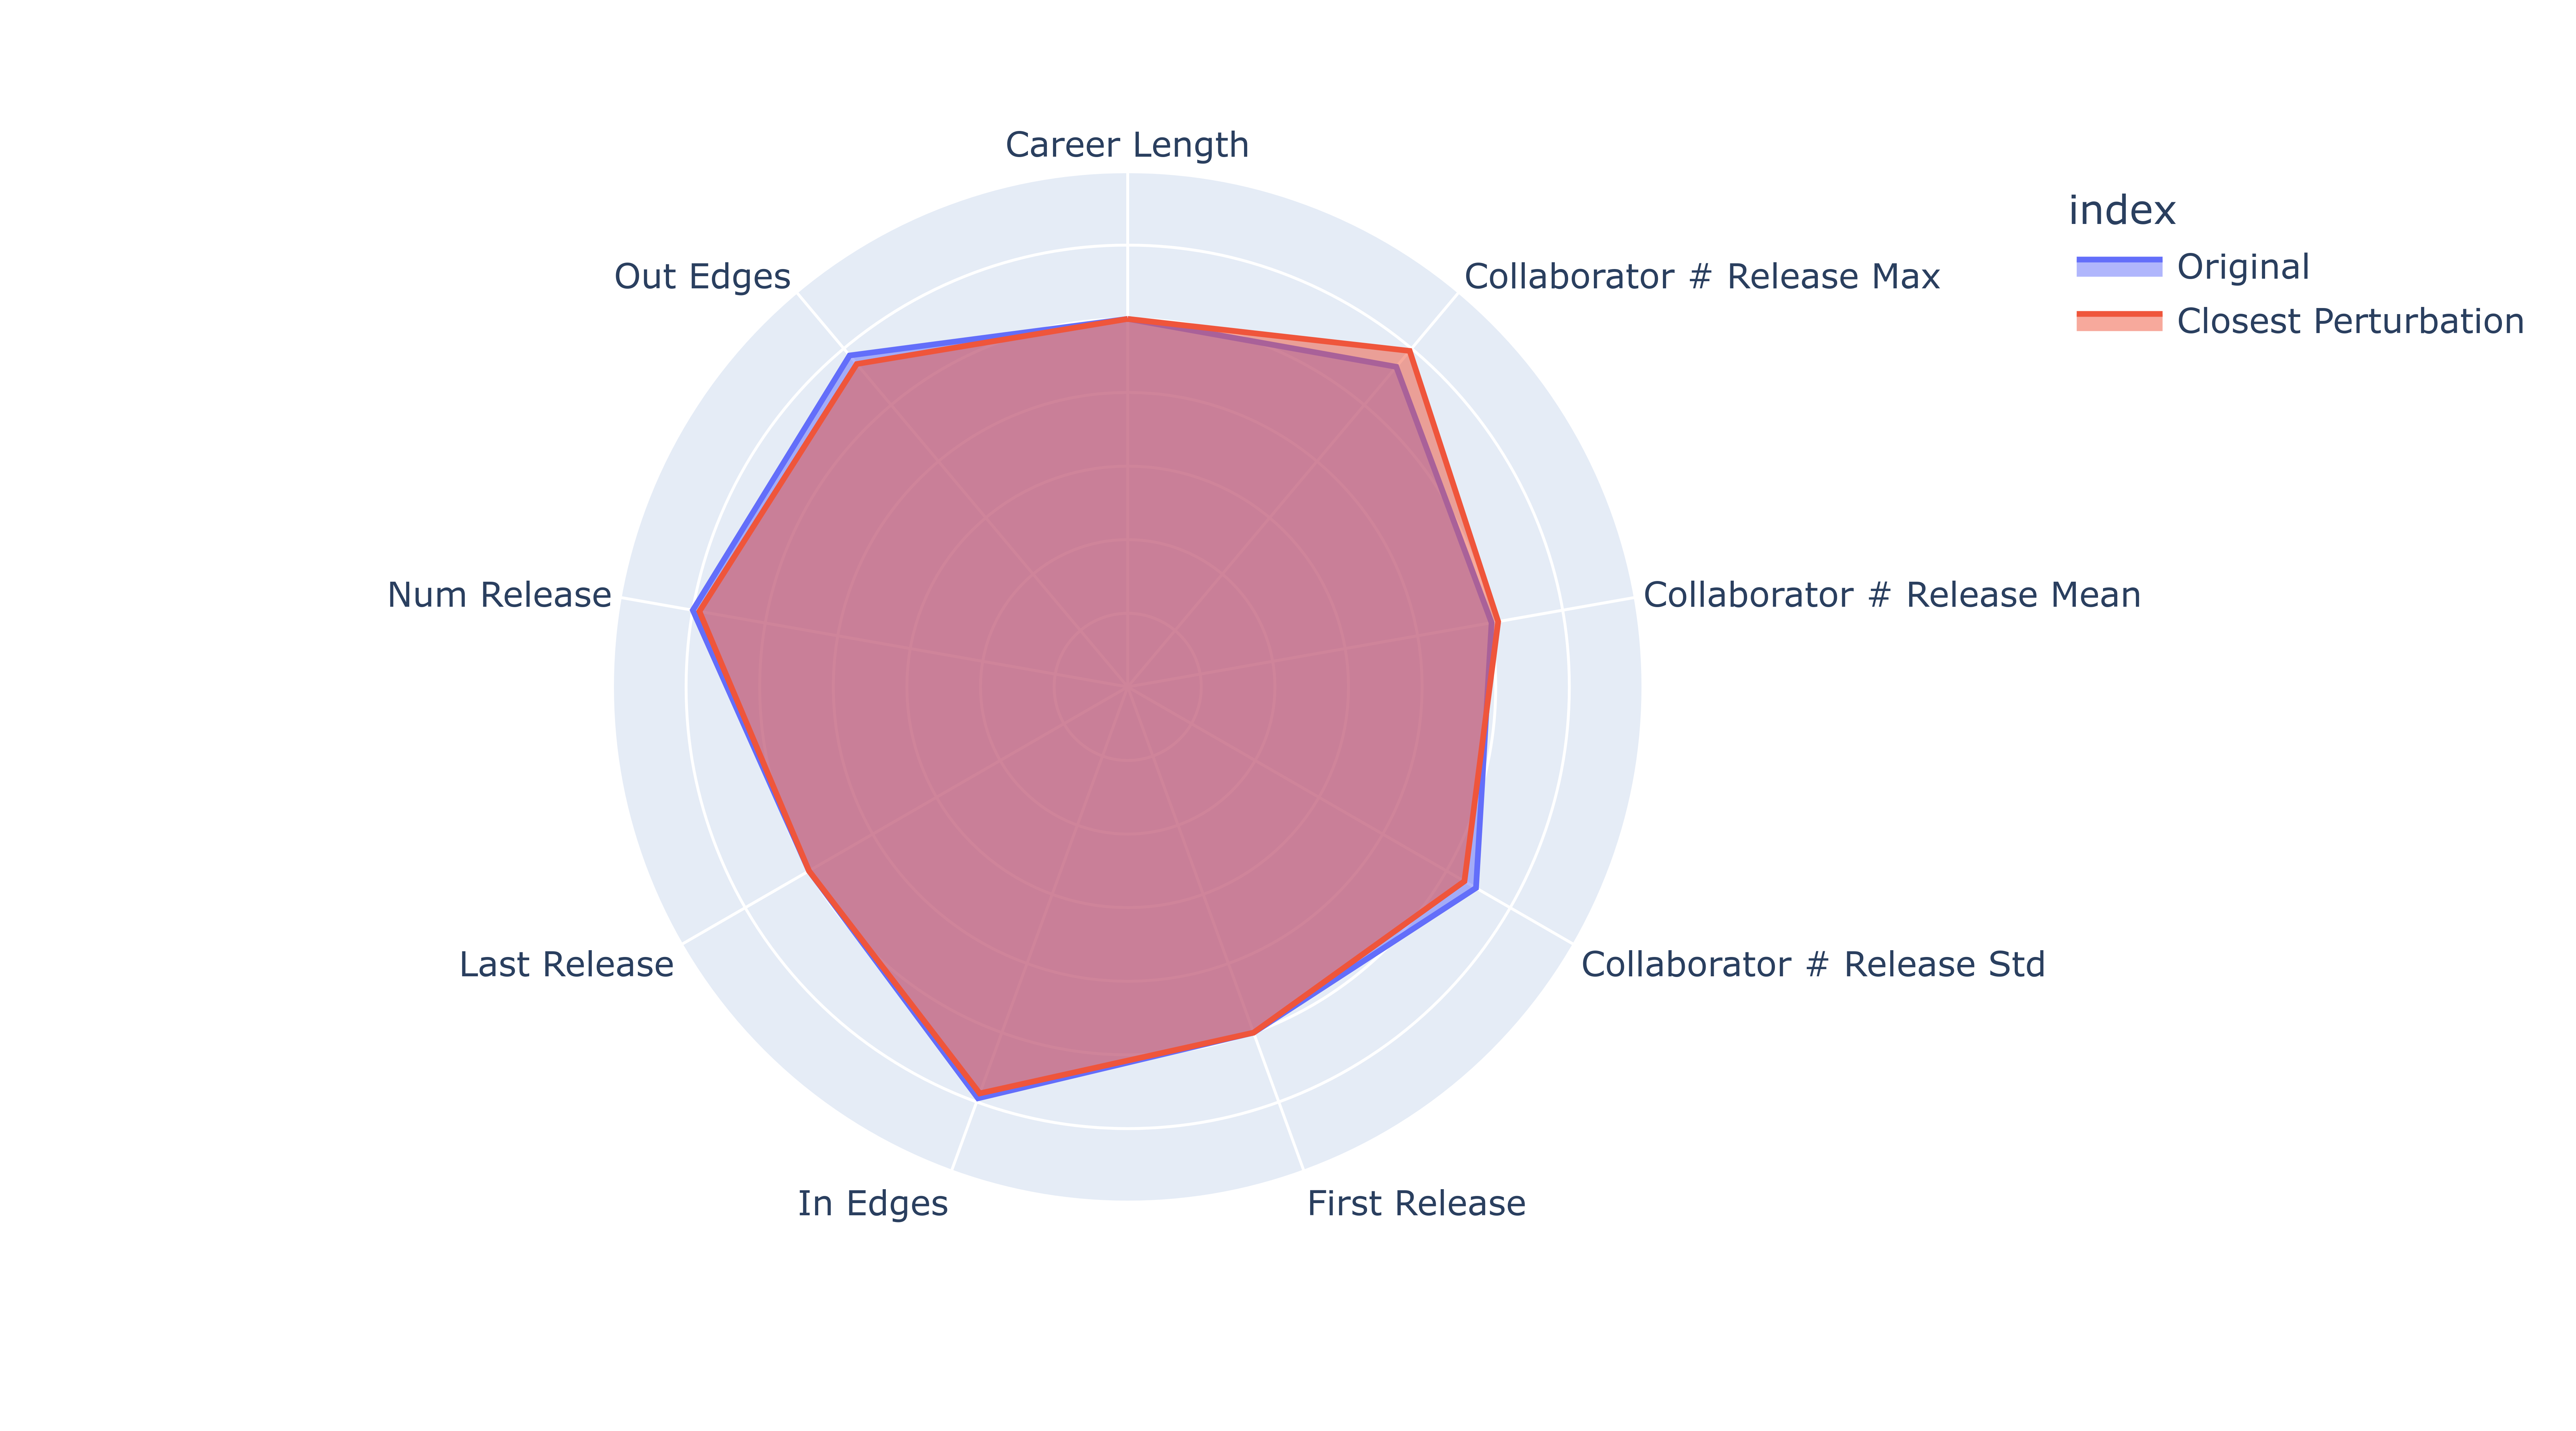 Career Length
Out Edges
Collaborator # Release Max
index
Original
Closest Perturbation
Num Release
Collaborator # Release Mean
Last Release
Collaborator # Release Std
In Edges
First Release